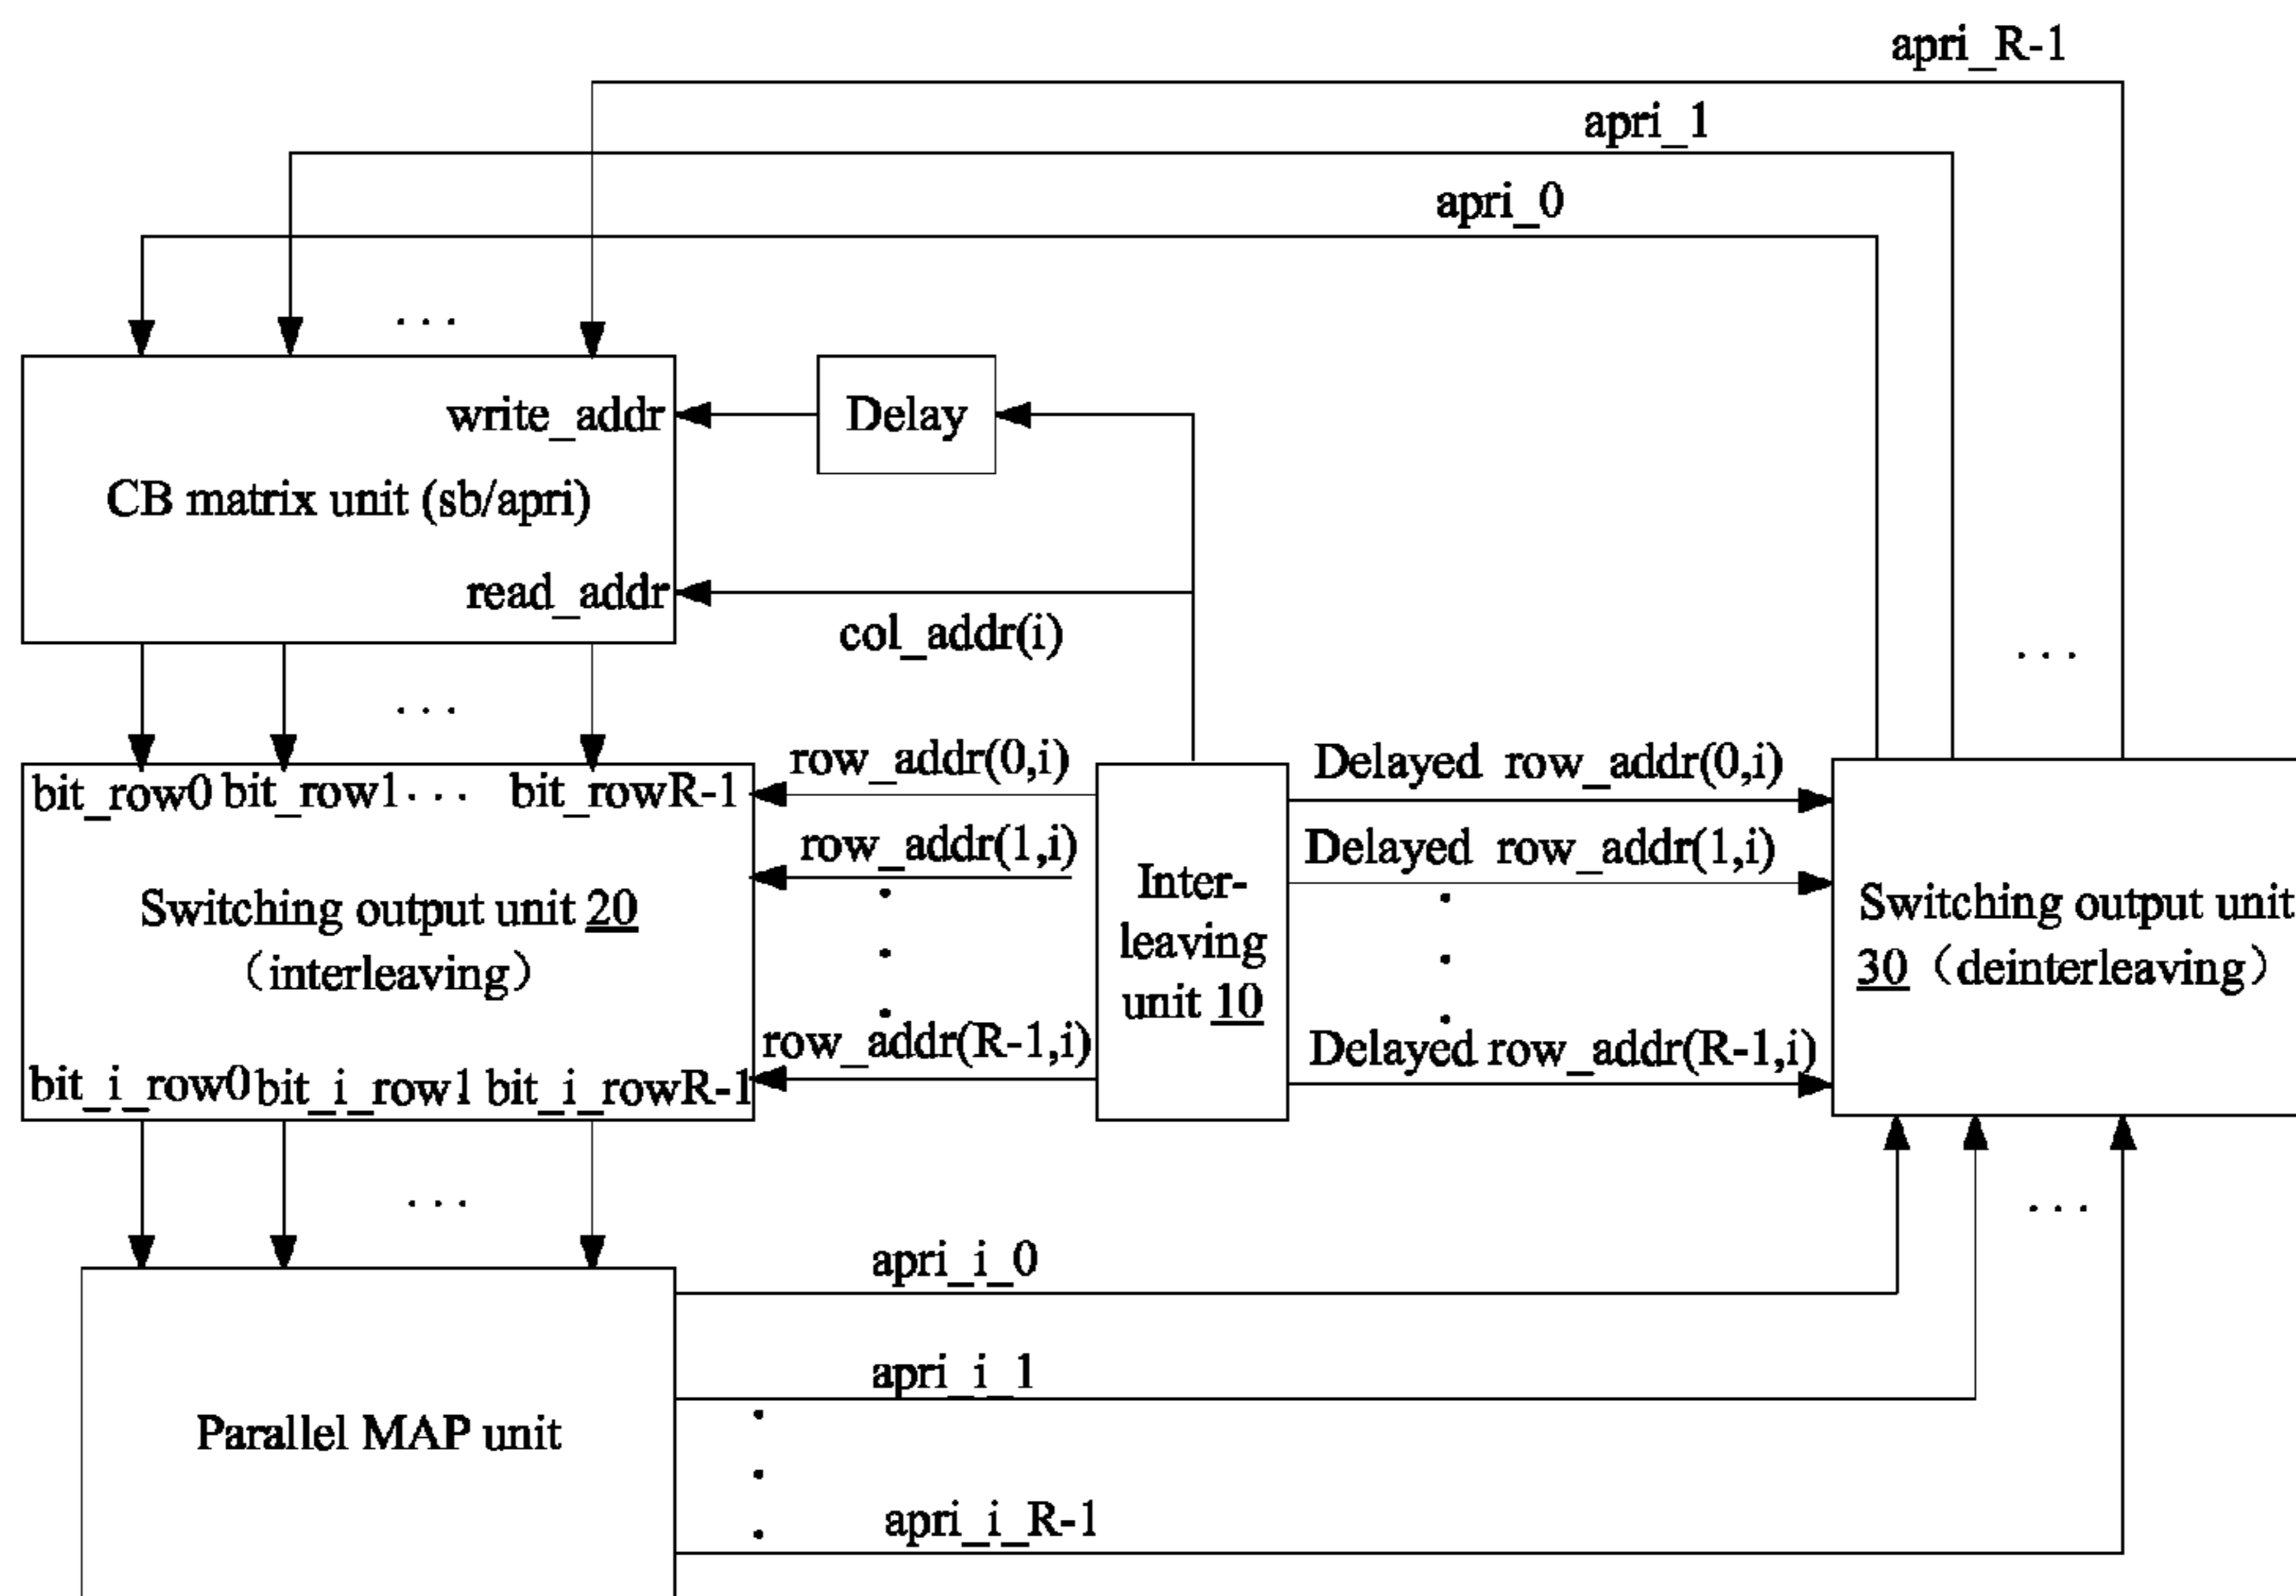 apri_R-1
apri_1
apri_0
. . .
write_addr
Delay
CB matrix unit (sb/apri)
read_addr
col_addr(i)
. . .
. . .
bit_row0 bit_row1 . . . bit_rowR-1
row_addr(0,i)
row_addr(1,i)
.
.
.
row_addr(R-1,i)
Switching output unit 20
（interleaving）
bit_i_row0 bit_i_row1 bit_i_rowR-1
Inter-
leaving
unit 10
Delayed row_addr(0,i)
Delayed row_addr(1,i)
.
.
.
Delayed row_addr(R-1,i)
Switching output unit
30（deinterleaving）
. . .
. . .
apri_i_0
apri_i_1
.
.
.
apri_i_R-1
Parallel MAP unit